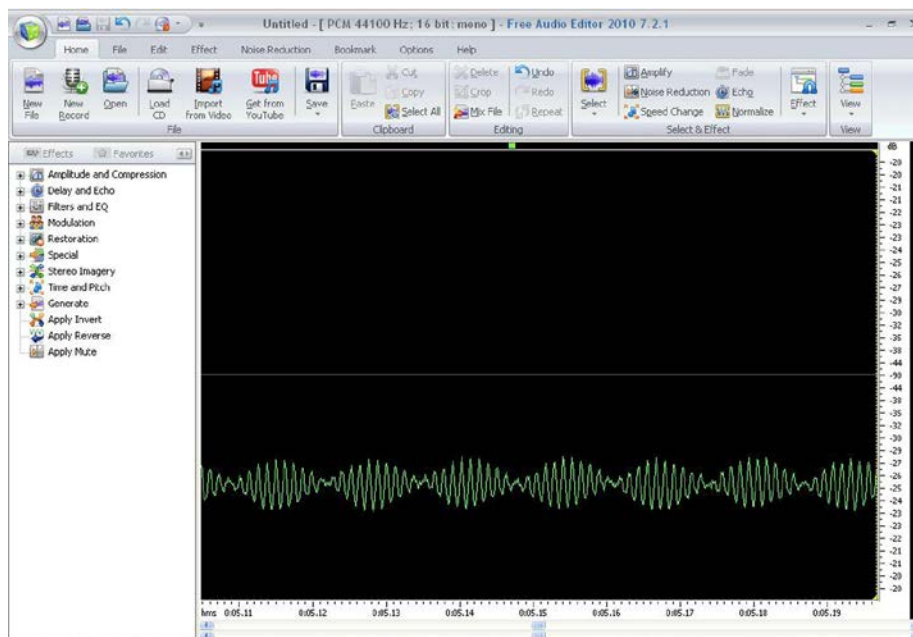 Untitled - [ PCM 44100 Hz; 16 bit; mono ] - Free Audio Editor 2010 7.2.1
Home File Edit Effect Noise Reduction Bookmark Options Help
New File
New Record
Open
Load CD
Import from Video
You Tube
Get from YouTube
Save
File
Paste
Cut
Copy
Select All
Clipboard
Delete
Crop
Mix File
Undo
Redo
Repeat
Editing
Select
Amplify
Noise Reduction
Speed Change
Fade
Echo
Normalize
Effect
Select & Effect
View
View
Effects Favorites
Amplitude and Compression
Delay and Echo
Filters and EQ
Modulation
Restoration
Special
Stereo Imagery
Time and Pitch
Generate
Apply Invert
Apply Reverse
Apply Mute
dB
-20
-20
-21
-21
-22
-23
-24
-25
-26
-27
-29
-30
-32
-35
-38
-44
-90
-44
-38
-35
-32
-30
-29
-27
-26
-25
-24
-23
-22
-21
-21
-20
-20
hms 0:05.11 0:05.12 0:05.13 0:05.14 0:05.15 0:05.16 0:05.17 0:05.18 0:05.19